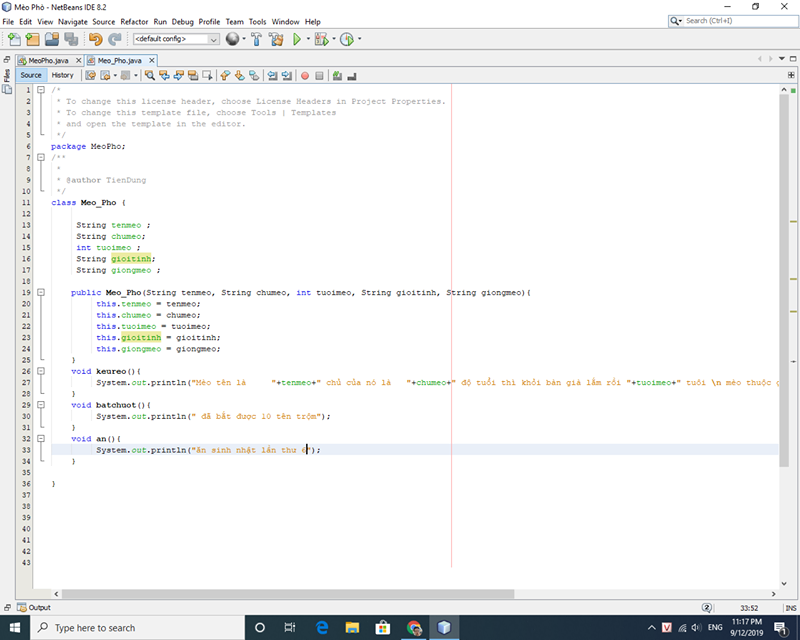 Mèo Phò - NetBeans IDE 8.2
File Edit View Navigate Source Refactor Run Debug Profile Team Tools Window Help
Search (Ctrl+I)
<default config>
MeoPho.java Meo_Pho.java
Source History
Files
1 /*
2 * To change this license header, choose License Headers in Project Properties.
3 * To change this template file, choose Tools | Templates
4 * and open the template in the editor.
5 */
6 package MeoPho;
7 /**
8 *
9 * @author TienDung
10 */
11 class Meo_Pho {
12
13 String tenmeo ;
14 String chumeo;
15 int tuoimeo ;
16 String gioitinh;
17 String giongmeo ;
18
19 public Meo_Pho(String tenmeo, String chumeo, int tuoimeo, String gioitinh, String giongmeo){
20 this.tenmeo = tenmeo;
21 this.chumeo = chumeo;
22 this.tuoimeo = tuoimeo;
23 this.gioitinh = gioitinh;
24 this.giongmeo = giongmeo;
25 }
26 void keureo(){
27 System.out.println("Mèo tên là "+tenmeo+" chủ của nó là "+chumeo+" độ tuổi thì khỏi bàn già lắm rồi "+tuoimeo+" tuổi \n mèo thuộc
28 }
29 void batchuot(){
30 System.out.println(" đã bắt được 10 tên trộm");
31 }
32 void an(){
33 System.out.println("ăn sinh nhật lần thu 6");
34 }
35
36 }
37
38
39
40
41
42
43
Output
2 33:52 INS
Type here to search
ENG
11:17 PM
9/12/2019
1